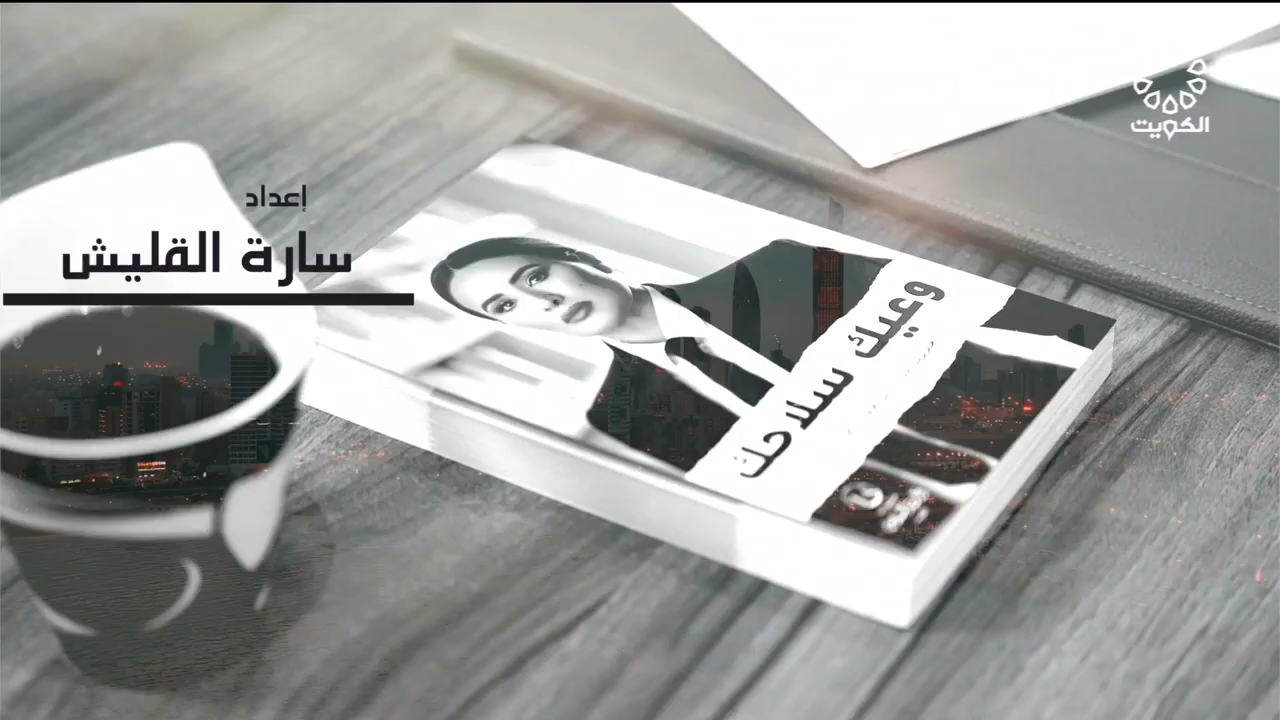 الكويت
إعداد
سارة القليش
وعيك سلاحك